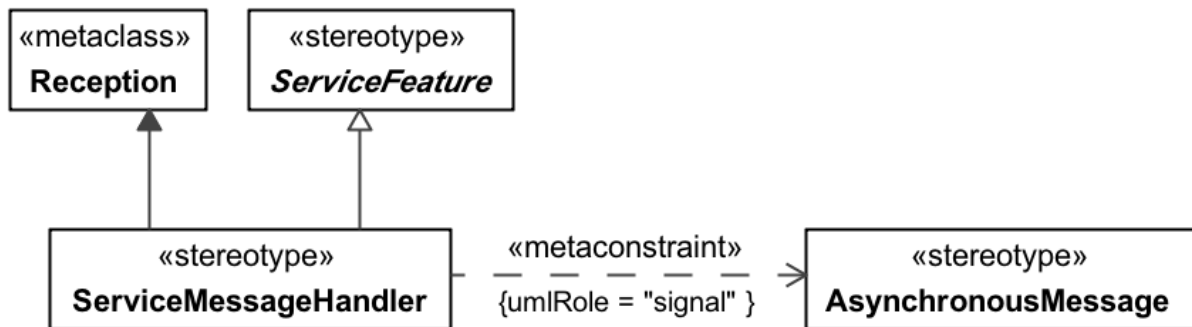 «metaclass»
Reception
«stereotype»
ServiceFeature
«stereotype»
ServiceMessageHandler
«metaconstraint»
{umlRole = "signal" }
«stereotype»
AsynchronousMessage